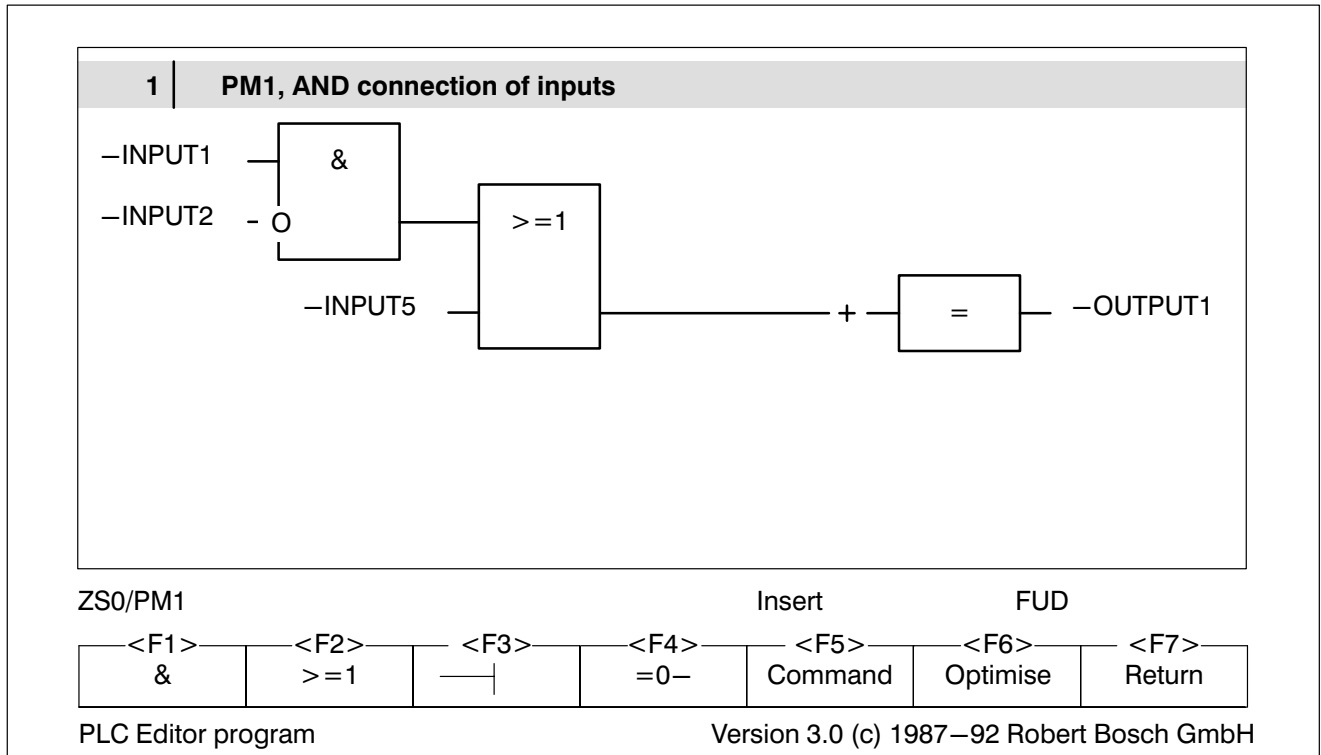 1 PM1, AND connection of inputs
–INPUT1 &
–INPUT2 - O >=1
–INPUT5 + = –OUTPUT1
ZS0/PM1 Insert FUD
<F1> <F2> <F3> <F4> <F5> <F6> <F7>
& >=1 =0– Command Optimise Return
PLC Editor program Version 3.0 (c) 1987–92 Robert Bosch GmbH